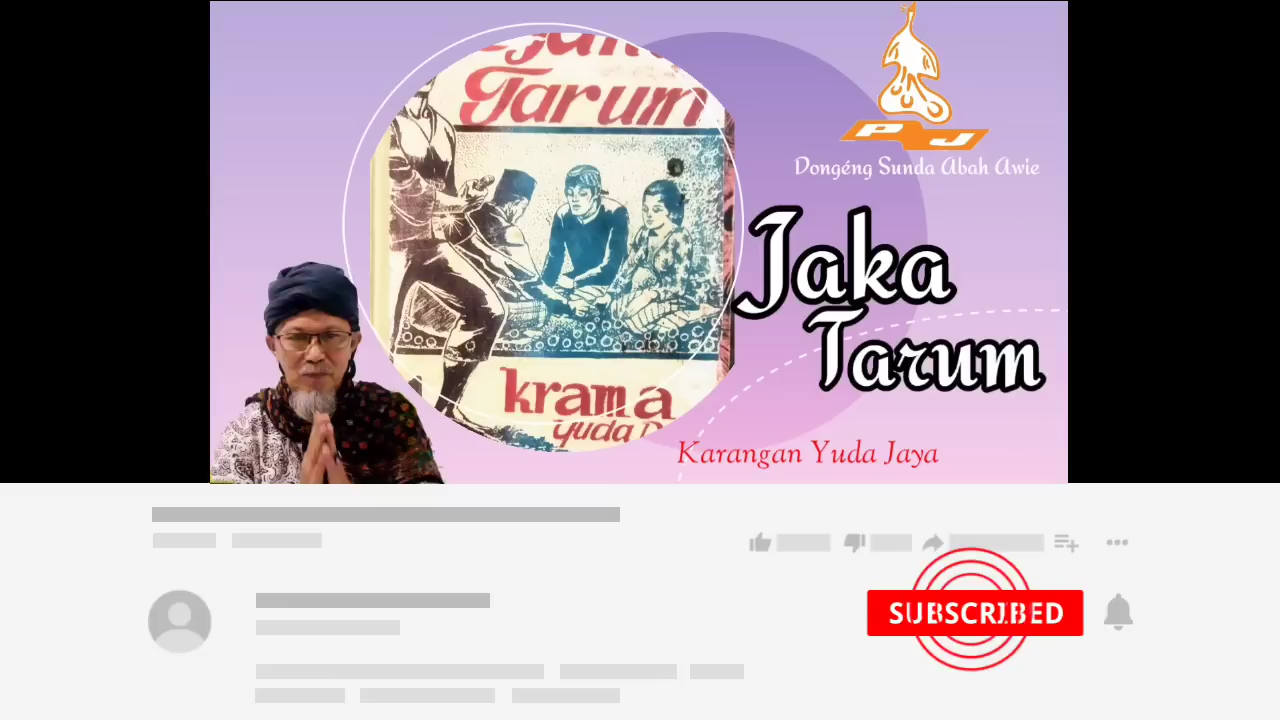 Tarum
P J
Dongéng Sunda Abah Awie
Jaka
Tarum
krama
yuda
Karangan Yuda Jaya
SUBSCRIBED